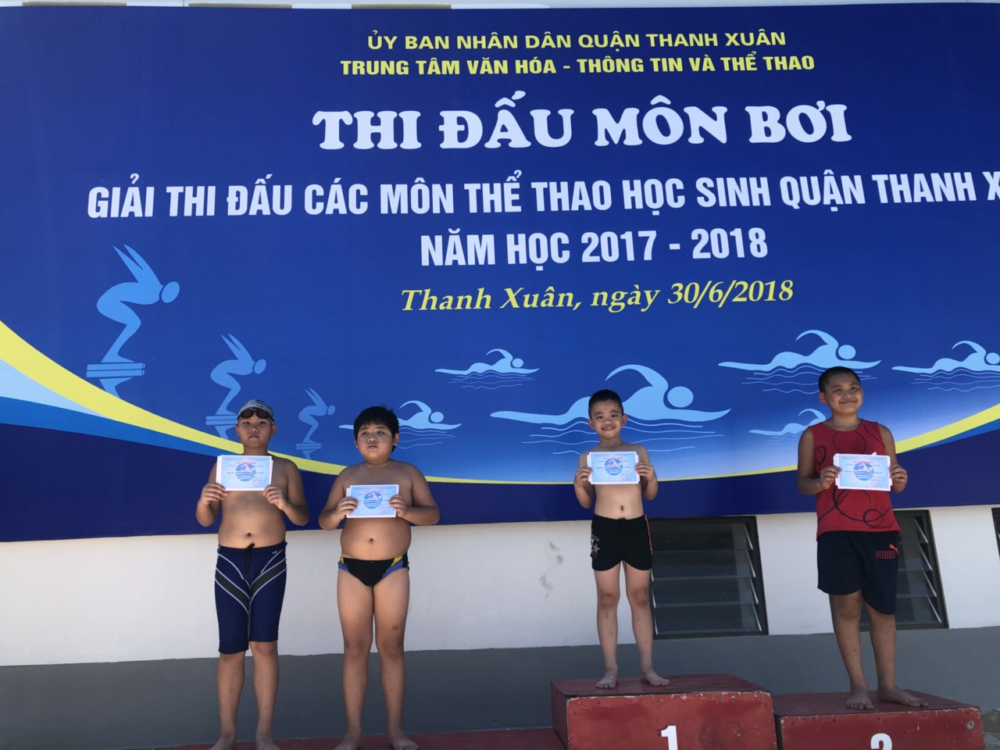 ỦY BAN NHÂN DÂN QUẬN THANH XUÂN
TRUNG TÂM VĂN HÓA - THÔNG TIN VÀ THỂ THAO
THI ĐẤU MÔN BƠI
GIẢI THI ĐẤU CÁC MÔN THỂ THAO HỌC SINH QUẬN THANH X
NĂM HỌC 2017 - 2018
Thanh Xuân, ngày 30/6/2018
PUMA
1
2